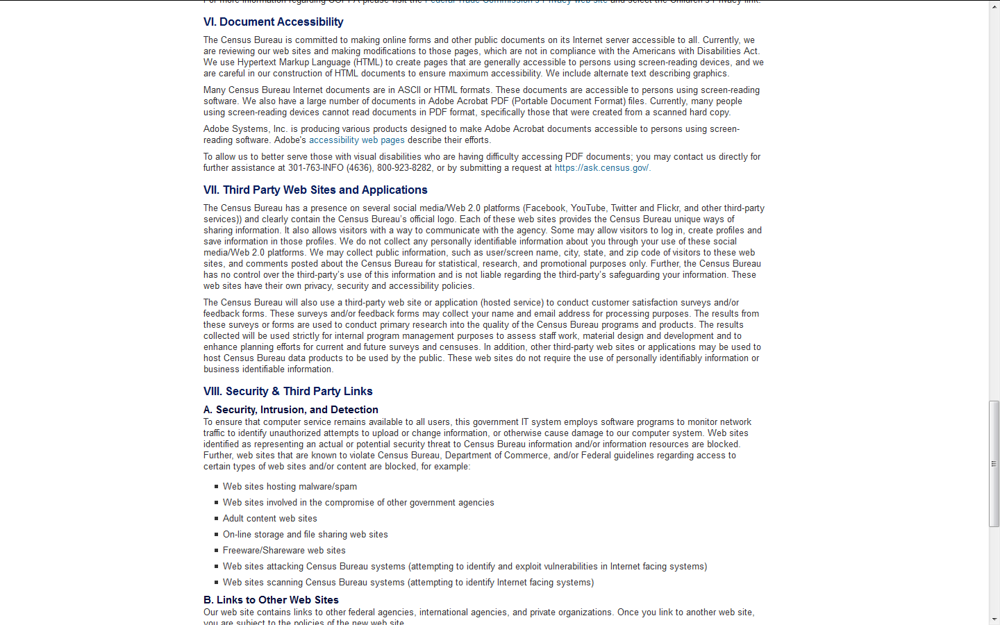 For more information regarding COPPA please visit the Federal Trade Commission's Privacy web site and select the Children's Privacy link.
VI. Document Accessibility
The Census Bureau is committed to making online forms and other public documents on its Internet server accessible to all. Currently, we
are reviewing our web sites and making modifications to those pages, which are not in compliance with the Americans with Disabilities Act.
We use Hypertext Markup Language (HTML) to create pages that are generally accessible to persons using screen-reading devices, and we
are careful in our construction of HTML documents to ensure maximum accessibility. We include alternate text describing graphics.
Many Census Bureau Internet documents are in ASCII or HTML formats. These documents are accessible to persons using screen-reading
software. We also have a large number of documents in Adobe Acrobat PDF (Portable Document Format) files. Currently, many people
using screen-reading devices cannot read documents in PDF format, specifically those that were created from a scanned hard copy.
Adobe Systems, Inc. is producing various products designed to make Adobe Acrobat documents accessible to persons using screen-
reading software. Adobe's accessibility web pages describe their efforts.
To allow us to better serve those with visual disabilities who are having difficulty accessing PDF documents; you may contact us directly for
further assistance at 301-763-INFO (4636), 800-923-8282, or by submitting a request at https://ask.census.gov/.
VII. Third Party Web Sites and Applications
The Census Bureau has a presence on several social media/Web 2.0 platforms (Facebook, YouTube, Twitter and Flickr, and other third-party
services)) and clearly contain the Census Bureau's official logo. Each of these web sites provides the Census Bureau unique ways of
sharing information. It also allows visitors with a way to communicate with the agency. Some may allow visitors to log in, create profiles and
save information in those profiles. We do not collect any personally identifiable information about you through your use of these social
media/Web 2.0 platforms. We may collect public information, such as user/screen name, city, state, and zip code of visitors to these web
sites, and comments posted about the Census Bureau for statistical, research, and promotional purposes only. Further, the Census Bureau
has no control over the third-party's use of this information and is not liable regarding the third-party's safeguarding your information. These
web sites have their own privacy, security and accessibility policies.
The Census Bureau will also use a third-party web site or application (hosted service) to conduct customer satisfaction surveys and/or
feedback forms. These surveys and/or feedback forms may collect your name and email address for processing purposes. The results from
these surveys or forms are used to conduct primary research into the quality of the Census Bureau programs and products. The results
collected will be used strictly for internal program management purposes to assess staff work, material design and development and to
enhance planning efforts for current and future surveys and censuses. In addition, other third-party web sites or applications may be used to
host Census Bureau data products to be used by the public. These web sites do not require the use of personally identifiably information or
business identifiable information.
VIII. Security & Third Party Links
A. Security, Intrusion, and Detection
To ensure that computer service remains available to all users, this government IT system employs software programs to monitor network
traffic to identify unauthorized attempts to upload or change information, or otherwise cause damage to our computer system. Web sites
identified as representing an actual or potential security threat to Census Bureau information and/or information resources are blocked.
Further, web sites that are known to violate Census Bureau, Department of Commerce, and/or Federal guidelines regarding access to
certain types of web sites and/or content are blocked, for example:
Web sites hosting malware/spam
Web sites involved in the compromise of other government agencies
Adult content web sites
On-line storage and file sharing web sites
Freeware/Shareware web sites
Web sites attacking Census Bureau systems (attempting to identify and exploit vulnerabilities in Internet facing systems)
Web sites scanning Census Bureau systems (attempting to identify Internet facing systems)
B. Links to Other Web Sites
Our web site contains links to other federal agencies, international agencies, and private organizations. Once you link to another web site,
you are subject to the policies of the new web site.